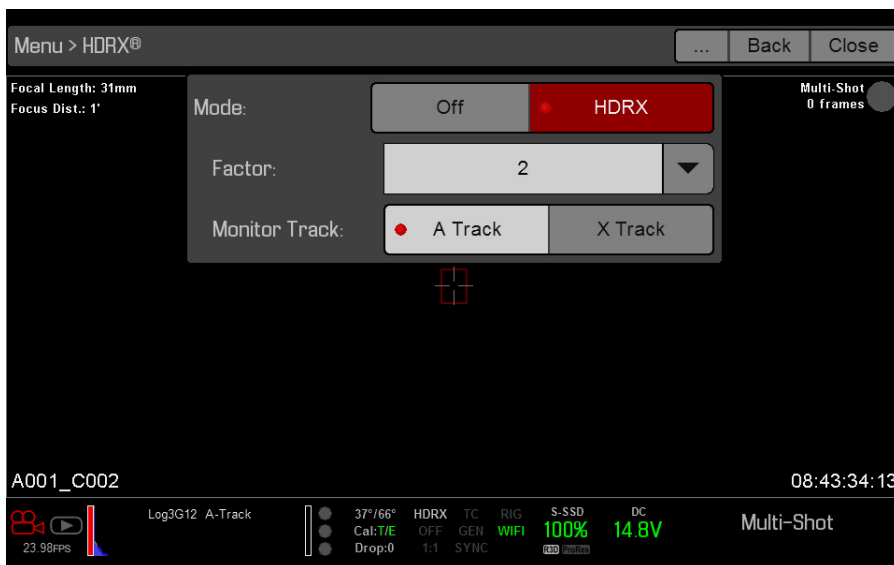 Menu > HDRX®
... Back Close
Focal Length: 31mm
Focus Dist.: 1'
Multi-Shot
0 frames
Mode: Off HDRX
Factor: 2
Monitor Track: A Track X Track
A001_C002
08:43:34:13
23.98FPS
Log3G12 A-Track
37°/66° HDRX TC RIG S-SSD DC
Cal:T/E OFF GEN WIFI 100% 14.8V
Drop:0 1:1 SYNC R3D ProRes
Multi-Shot